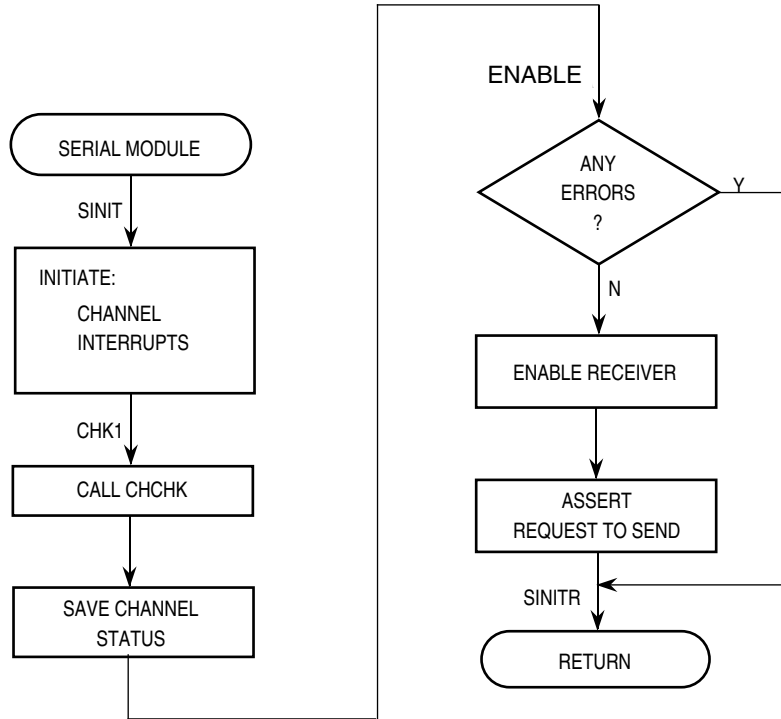 SERIAL MODULE
SINIT
INITIATE:
CHANNEL
INTERRUPTS
CHK1
CALL CHCHK
SAVE CHANNEL
STATUS
ENABLE
ANY
ERRORS
?
Y
N
ENABLE RECEIVER
ASSERT
REQUEST TO SEND
SINITR
RETURN